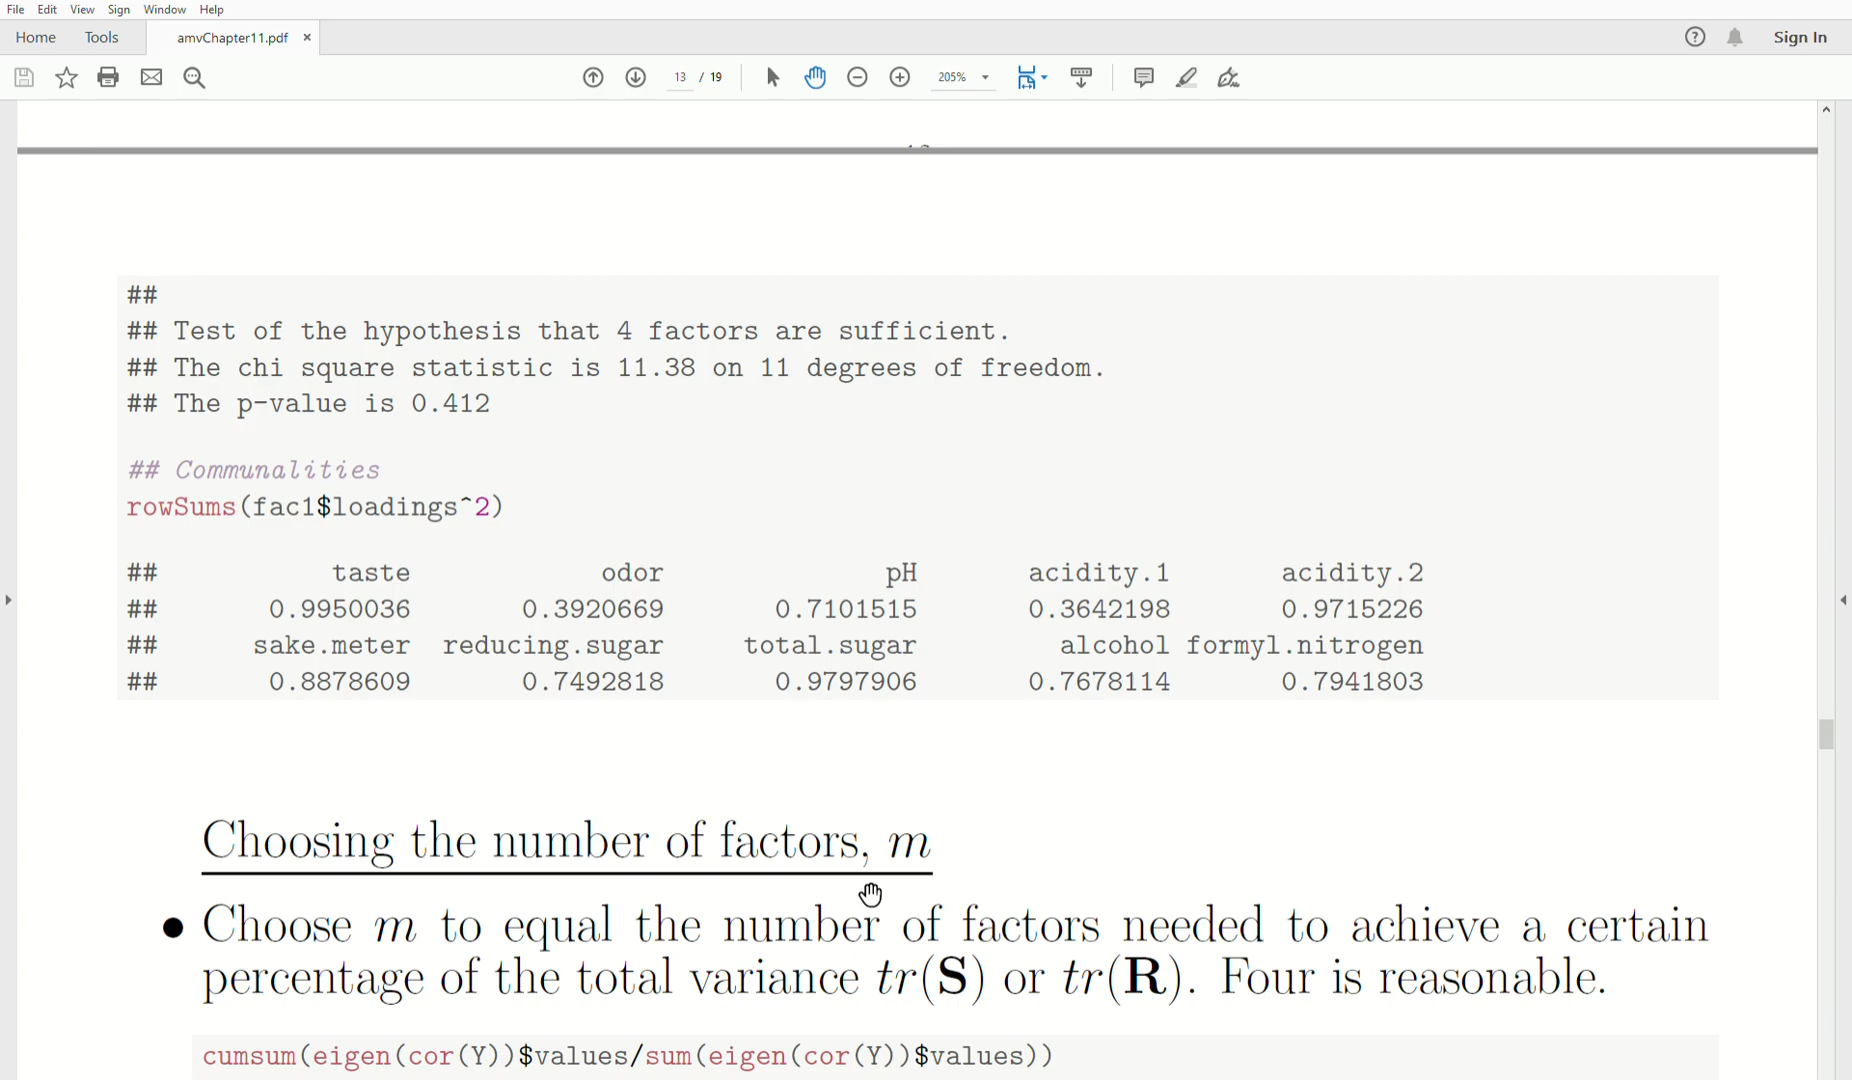 File Edit View Sign Window Help
Home Tools amvChapter11.pdf × Sign In
13 / 19 205%
##
## Test of the hypothesis that 4 factors are sufficient.
## The chi square statistic is 11.38 on 11 degrees of freedom.
## The p-value is 0.412
## Communalities
rowSums(fac1$loadings^2)
## taste odor pH acidity.1 acidity.2
## 0.9950036 0.3920669 0.7101515 0.3642198 0.9715226
## sake.meter reducing.sugar total.sugar alcohol formyl.nitrogen
## 0.8878609 0.7492818 0.9797906 0.7678114 0.7941803
Choosing the number of factors, m
● Choose m to equal the number of factors needed to achieve a certain
percentage of the total variance tr(S) or tr(R). Four is reasonable.
cumsum(eigen(cor(Y))$values/sum(eigen(cor(Y))$values))